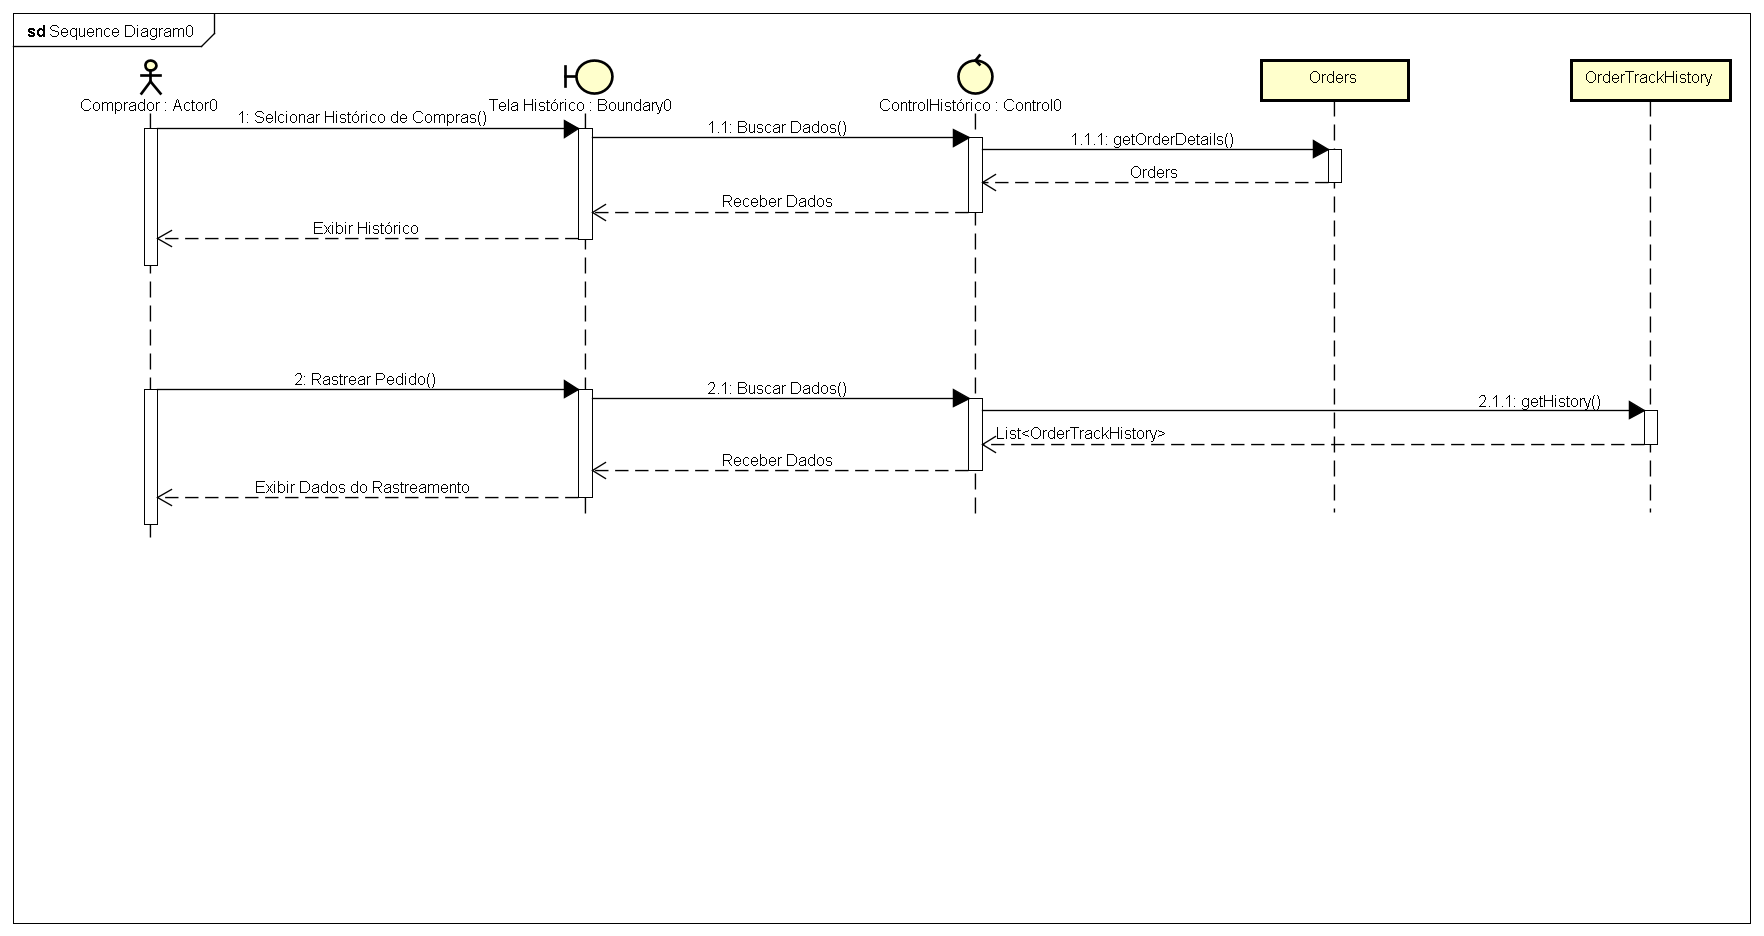 sd Sequence Diagram0
Comprador : Actor0
Tela Histórico : Boundary0
ControlHistórico : Control0
Orders
OrderTrackHistory
1: Selcionar Histórico de Compras()
1.1: Buscar Dados()
1.1.1: getOrderDetails()
Orders
Receber Dados
Exibir Histórico
2: Rastrear Pedido()
2.1: Buscar Dados()
2.1.1: getHistory()
List<OrderTrackHistory>
Receber Dados
Exibir Dados do Rastreamento